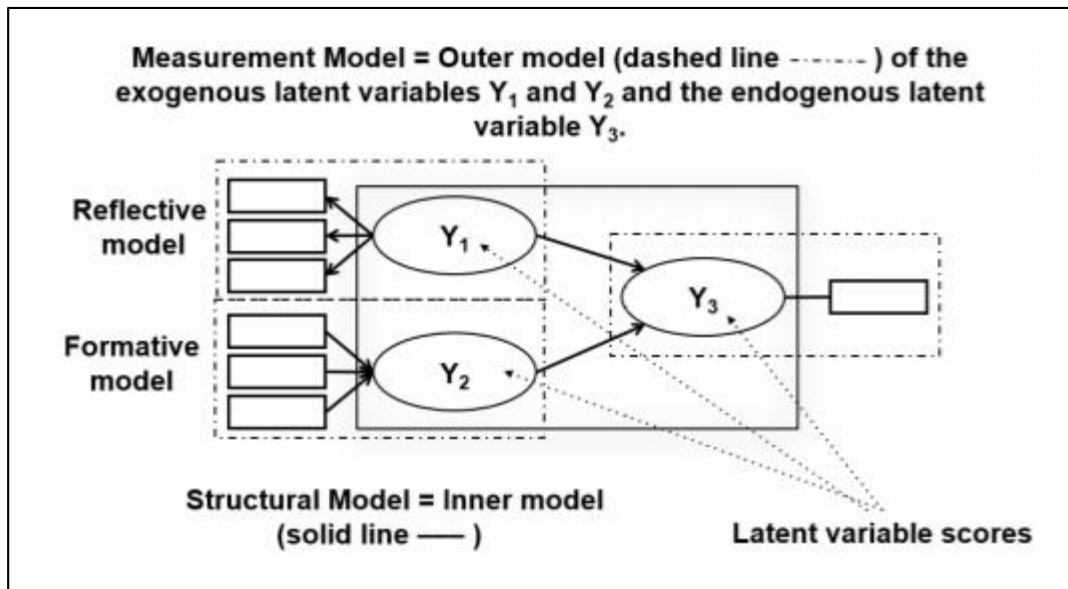 Measurement Model = Outer model (dashed line -·-·-·-·- ) of the
exogenous latent variables Y₁ and Y₂ and the endogenous latent
variable Y₃.
Reflective
model
Y₁
Y₃
Formative
model
Y₂
Structural Model = Inner model
(solid line — )
Latent variable scores